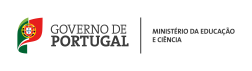 GOVERNO DE
PORTUGAL
MINISTÉRIO DA EDUCAÇÃO
E CIÊNCIA